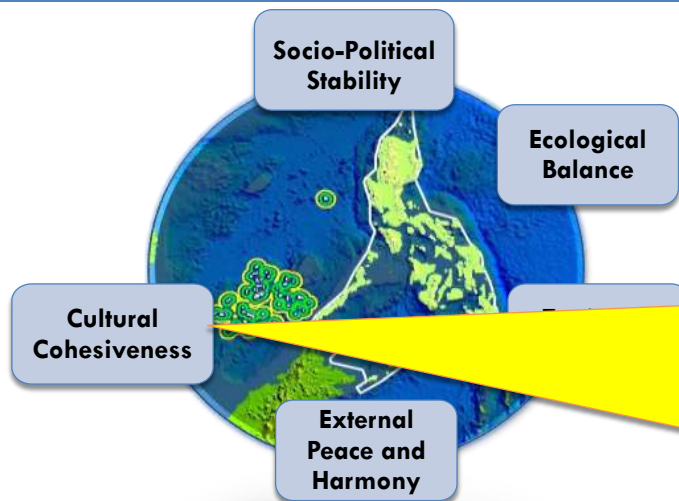 Socio-Political
Stability
Ecological
Balance
Cultural
Cohesiveness
External
Peace and
Harmony